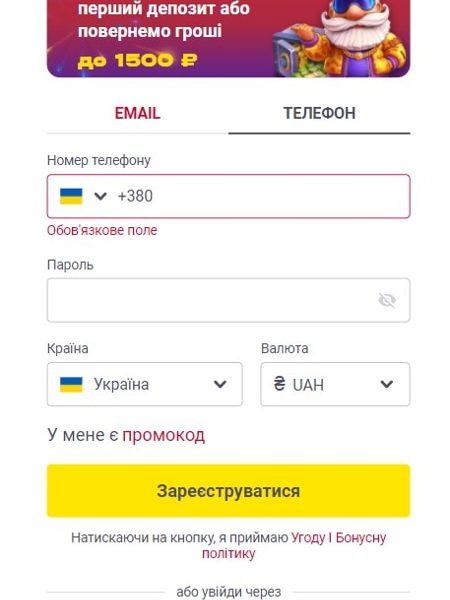 перший депозит або
повернемо гроші
до 1500 ₽
EMAIL
ТЕЛЕФОН
Номер телефону
+380
Обов'язкове поле
Пароль
Країна
Валюта
Україна
₴ UAH
У мене є промокод
Зареєструватися
Натискаючи на кнопку, я приймаю Угоду І Бонусну
політику
або увійди через